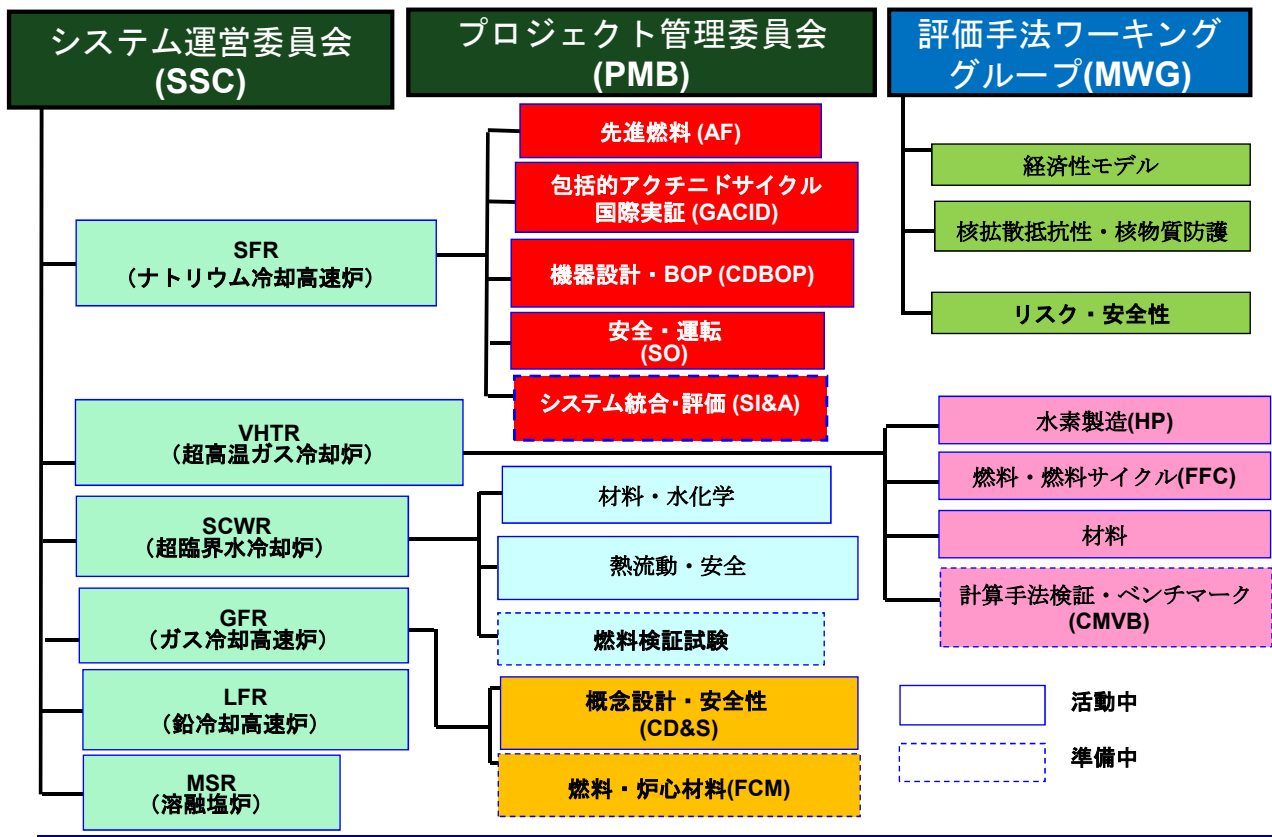 システム運営委員会
(SSC)
プロジェクト管理委員会
(PMB)
評価手法ワーキング
グループ(MWG)
SFR
（ナトリウム冷却高速炉）
VHTR
（超高温ガス冷却炉）
SCWR
（超臨界水冷却炉）
GFR
（ガス冷却高速炉）
LFR
（鉛冷却高速炉）
MSR
（溶融塩炉）
先進燃料 (AF)
包括的アクチニドサイクル
国際実証 (GACID)
機器設計・BOP (CDBOP)
安全・運転
(SO)
システム統合・評価 (SI&A)
材料・水化学
熱流動・安全
燃料検証試験
概念設計・安全性
(CD&S)
燃料・炉心材料(FCM)
経済性モデル
核拡散抵抗性・核物質防護
リスク・安全性
水素製造(HP)
燃料・燃料サイクル(FFC)
材料
計算手法検証・ベンチマーク
(CMVB)
活動中
準備中